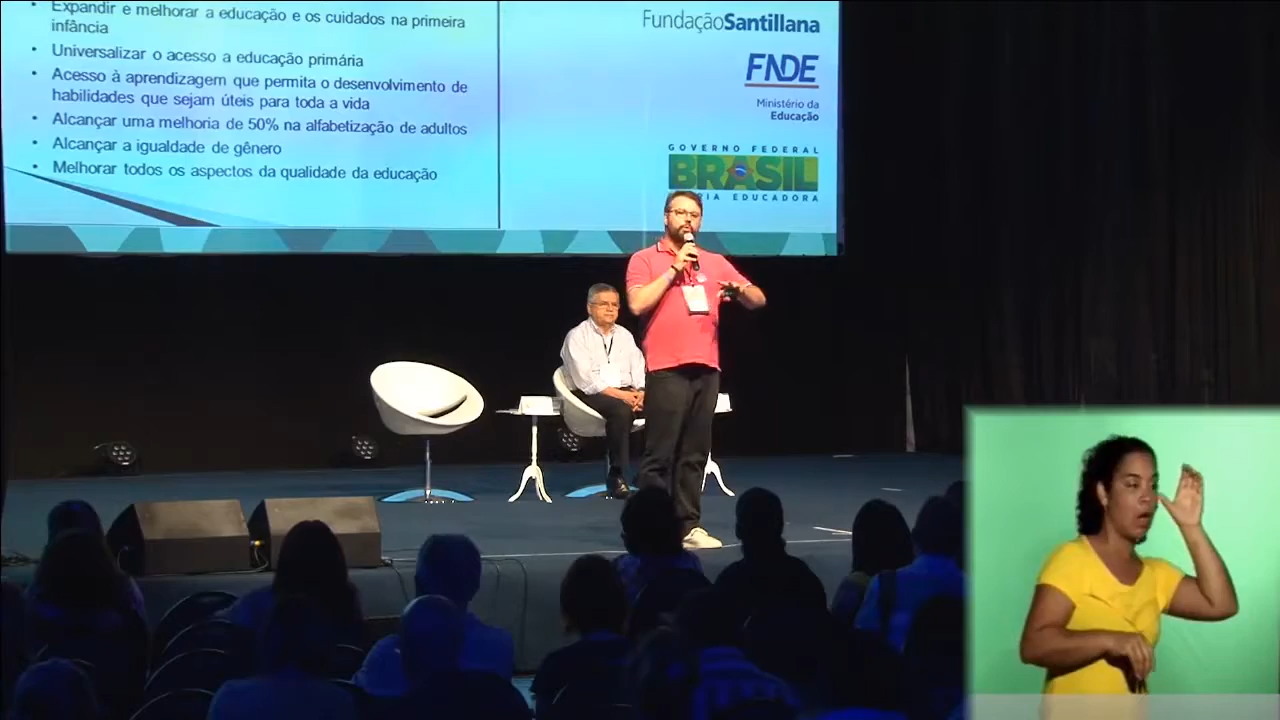 Expandir e melhorar a educação e os cuidados na primeira
infância
Universalizar o acesso a educação primária
Acesso à aprendizagem que permita o desenvolvimento de
habilidades que sejam úteis para toda a vida
Alcançar uma melhoria de 50% na alfabetização de adultos
Alcançar a igualdade de gênero
Melhorar todos os aspectos da qualidade da educação
FundaçãoSantillana
FNDE
Ministério da
Educação
GOVERNO FEDERAL
BRASIL
EDUCADORA